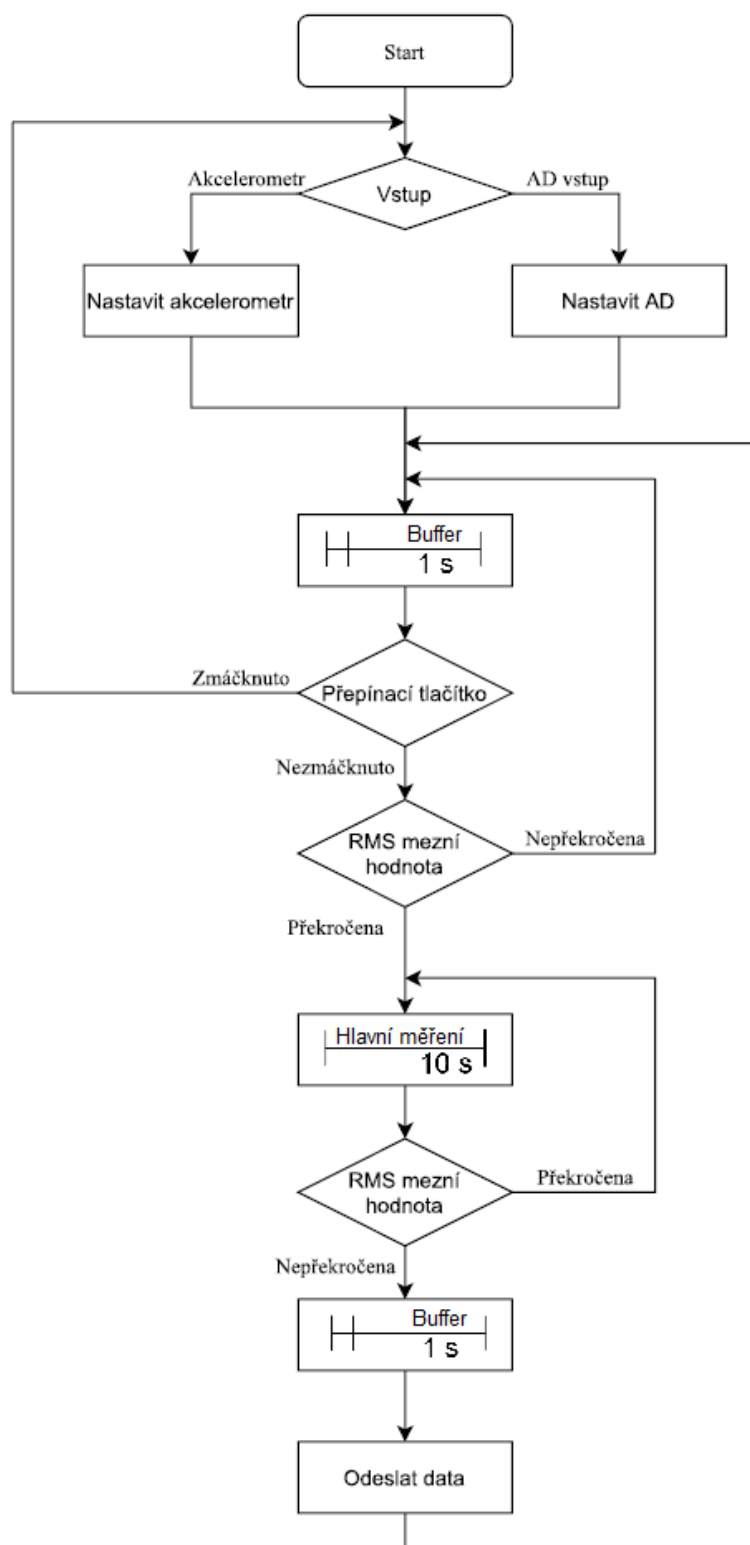 Start
Akcelerometr
Vstup
AD vstup
Nastavit akcelerometr
Nastavit AD
Buffer
1 s
Zmáčknuto
Přepínací tlačítko
Nezmáčknuto
RMS mezní
hodnota
Nepřekročena
Překročena
Hlavní měření
10 s
RMS mezní
hodnota
Překročena
Nepřekročena
Buffer
1 s
Odeslat data